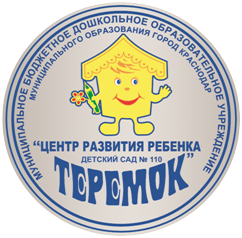 МУНИЦИПАЛЬНОЕ БЮДЖЕТНОЕ ДОШКОЛЬНОЕ ОБРАЗОВАТЕЛЬНОЕ УЧРЕЖДЕНИЕ
МУНИЦИПАЛЬНОГО ОБРАЗОВАНИЯ ГОРОД КРАСНОДАР
"ЦЕНТР РАЗВИТИЯ РЕБЕНКА
ДЕТСКИЙ САД № 110
ТЕРЕМОК"